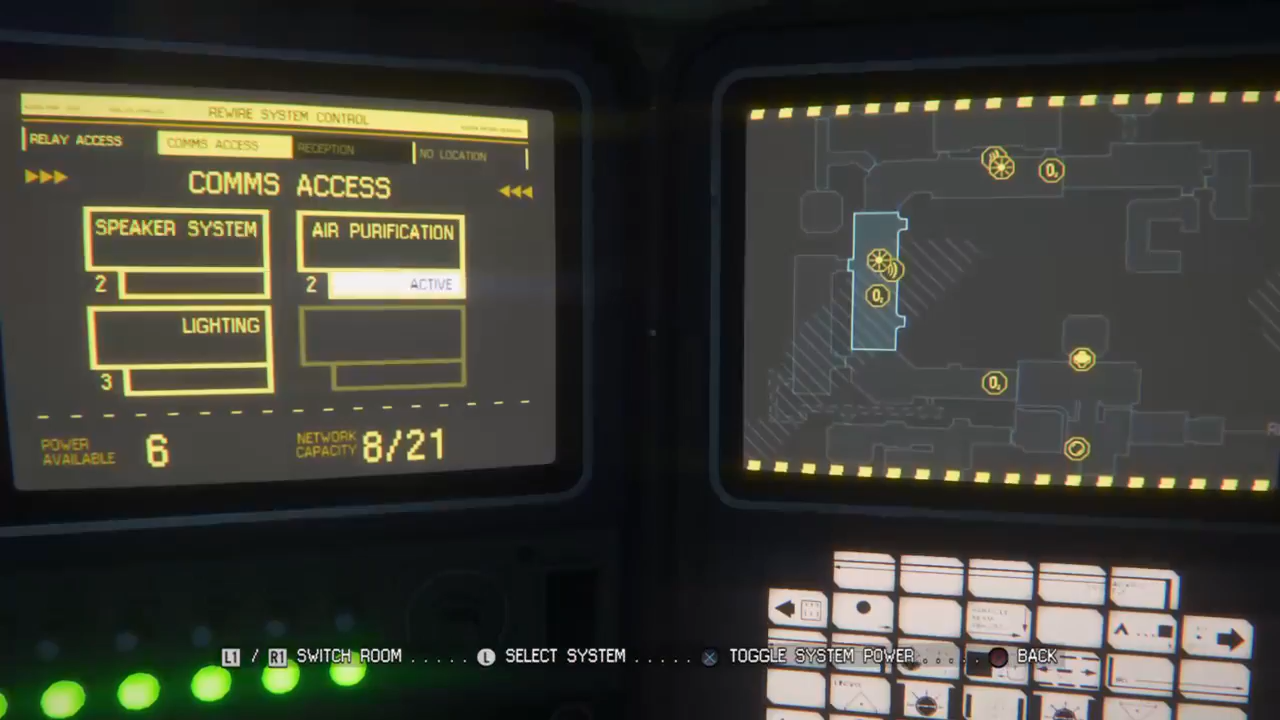 REWIRE SYSTEM CONTROL
RELAY ACCESS
COMMS ACCESS
RECEPTION
NO LOCATION
COMMS ACCESS
SPEAKER SYSTEM
2
AIR PURIFICATION
2 ACTIVE
LIGHTING
3
POWER AVAILABLE 6
NETWORK CAPACITY 8/21
O₂
O₂
O₂
L1 / R1 SWITCH ROOM ..... L SELECT SYSTEM ..... TOGGLE SYSTEM POWER ..... BACK